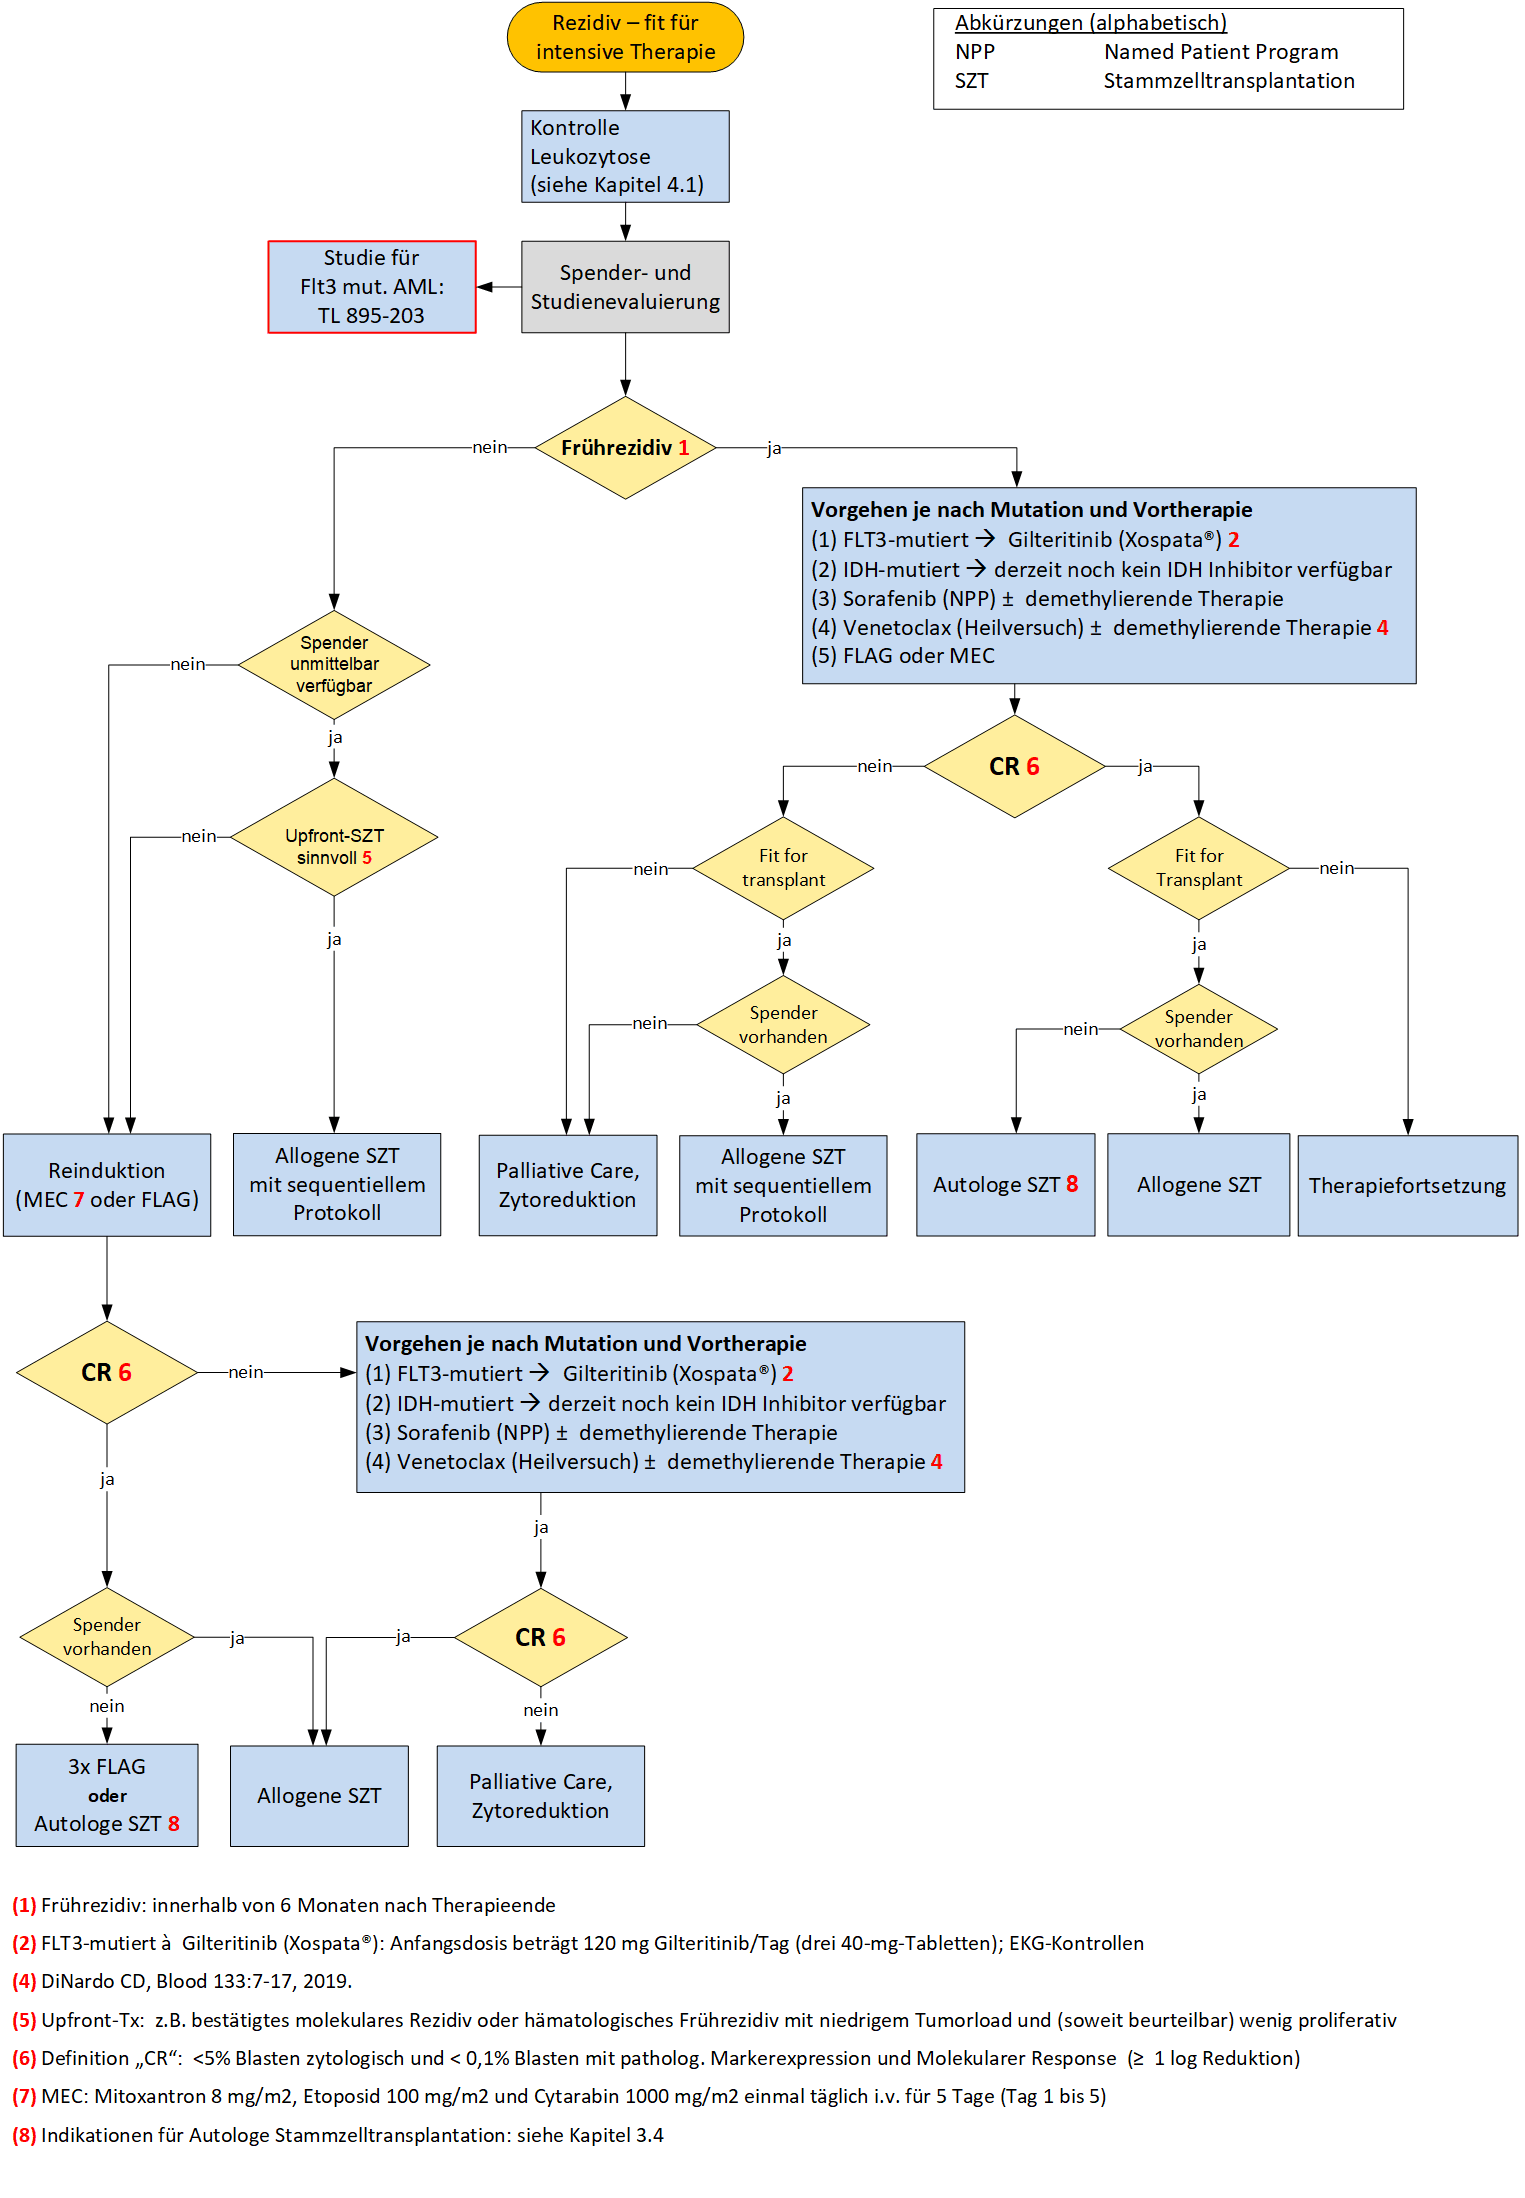 Rezidiv – fit für
intensive Therapie
Abkürzungen (alphabetisch)
NPP Named Patient Program
SZT Stammzelltransplantation
Kontrolle
Leukozytose
(siehe Kapitel 4.1)
Studie für
Flt3 mut. AML:
TL 895-203
Spender- und
Studienevaluierung
nein
Frührezidiv 1
ja
Vorgehen je nach Mutation und Vortherapie
(1) FLT3-mutiert → Gilteritinib (Xospata®) 2
(2) IDH-mutiert → derzeit noch kein IDH Inhibitor verfügbar
(3) Sorafenib (NPP) ± demethylierende Therapie
(4) Venetoclax (Heilversuch) ± demethylierende Therapie 4
(5) FLAG oder MEC
nein
Spender
unmittelbar
verfügbar
ja
nein
CR 6
ja
nein
Upfront-SZT
sinnvoll 5
ja
nein
Fit for
transplant
ja
Fit for
Transplant
nein
ja
nein
Spender
vorhanden
ja
nein
Spender
vorhanden
ja
Reinduktion
(MEC 7 oder FLAG)
Allogene SZT
mit sequentiellem
Protokoll
Palliative Care,
Zytoreduktion
Allogene SZT
mit sequentiellem
Protokoll
Autologe SZT 8
Allogene SZT
Therapiefortsetzung
CR 6
nein
ja
Vorgehen je nach Mutation und Vortherapie
(1) FLT3-mutiert → Gilteritinib (Xospata®) 2
(2) IDH-mutiert → derzeit noch kein IDH Inhibitor verfügbar
(3) Sorafenib (NPP) ± demethylierende Therapie
(4) Venetoclax (Heilversuch) ± demethylierende Therapie 4
ja
Spender
vorhanden
ja
ja
CR 6
nein
nein
3x FLAG
oder
Autologe SZT 8
Allogene SZT
Palliative Care,
Zytoreduktion
(1) Frührezidiv: innerhalb von 6 Monaten nach Therapieende
(2) FLT3-mutiert à Gilteritinib (Xospata®): Anfangsdosis beträgt 120 mg Gilteritinib/Tag (drei 40-mg-Tabletten); EKG-Kontrollen
(4) DiNardo CD, Blood 133:7-17, 2019.
(5) Upfront-Tx: z.B. bestätigtes molekulares Rezidiv oder hämatologisches Frührezidiv mit niedrigem Tumorload und (soweit beurteilbar) wenig proliferativ
(6) Definition „CR“: <5% Blasten zytologisch und < 0,1% Blasten mit patholog. Markerexpression und Molekularer Response (≥ 1 log Reduktion)
(7) MEC: Mitoxantron 8 mg/m2, Etoposid 100 mg/m2 und Cytarabin 1000 mg/m2 einmal täglich i.v. für 5 Tage (Tag 1 bis 5)
(8) Indikationen für Autologe Stammzelltransplantation: siehe Kapitel 3.4